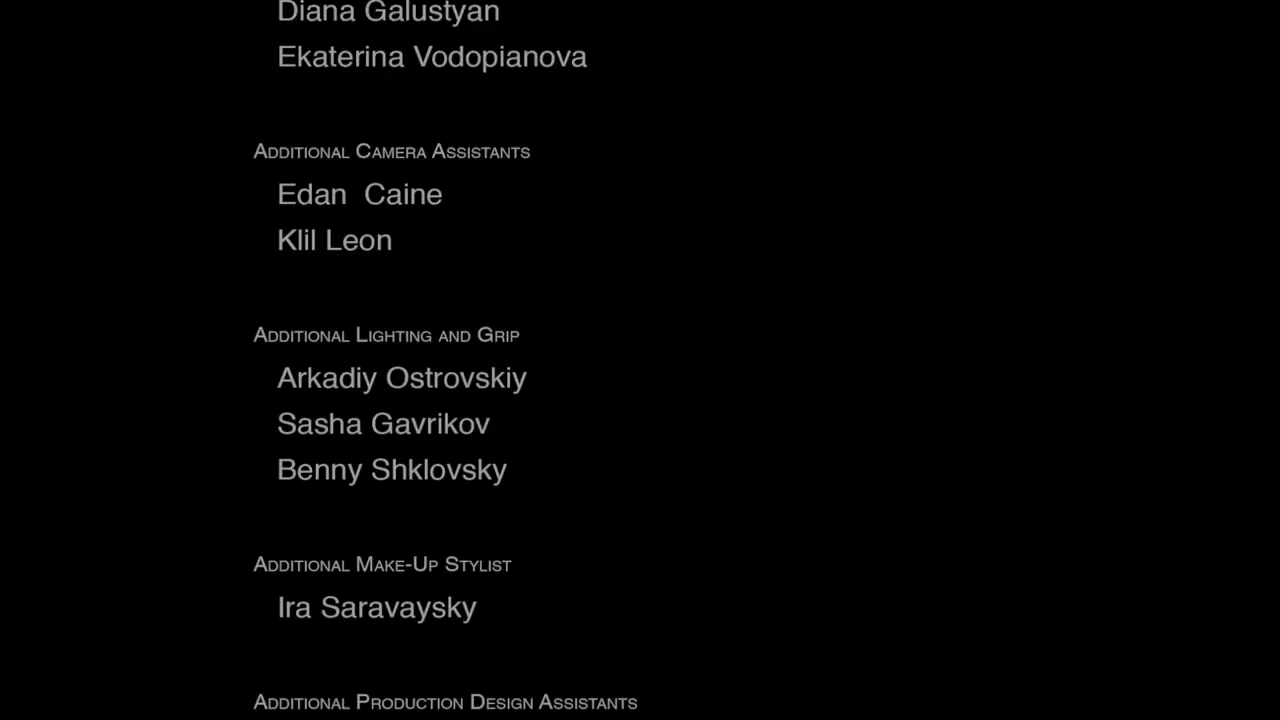 Diana Galustyan
Ekaterina Vodopianova
Additional Camera Assistants
Edan  Caine
Klil Leon
Additional Lighting and Grip
Arkadiy Ostrovskiy
Sasha Gavrikov
Benny Shklovsky
Additional Make-Up Stylist
Ira Saravaysky
Additional Production Design Assistants